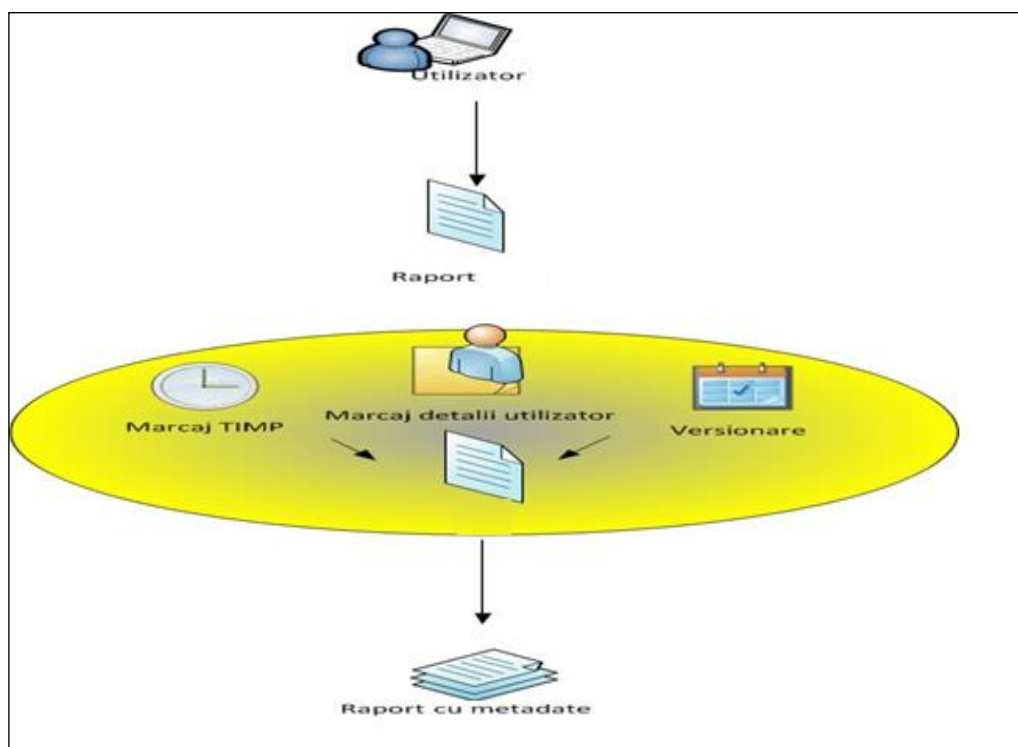 Utilizator
Raport
Marcaj TIMP
Marcaj detalii utilizator
Versionare
Raport cu metadate